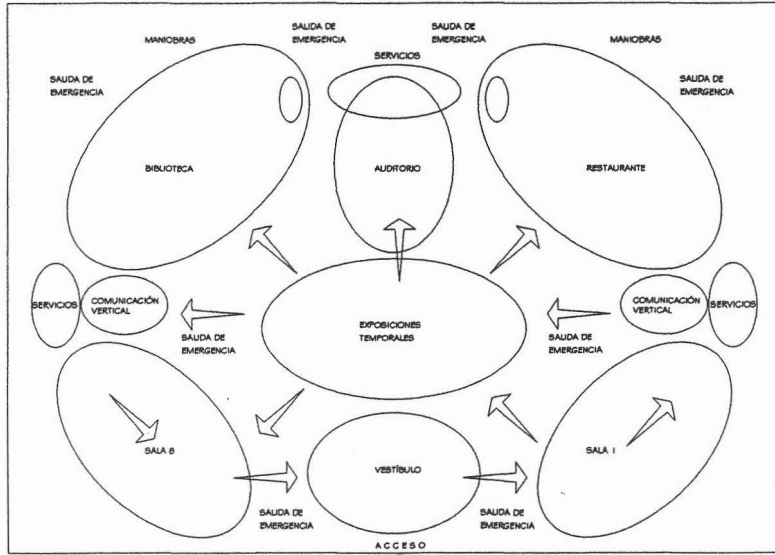 SALIDA DE
EMERGENCIA
SALIDA DE
EMERGENCIA
MANIOBRAS
MANIOBRAS
SERVICIOS
SALIDA DE
EMERGENCIA
SALIDA DE
EMERGENCIA
BIBLIOTECA
AUDITORIO
RESTAURANTE
SERVICIOS
COMUNICACIÓN
VERTICAL
COMUNICACIÓN
VERTICAL
SERVICIOS
EXPOSICIONES
TEMPORALES
SALIDA DE
EMERGENCIA
SALIDA DE
EMERGENCIA
SALA 8
VESTÍBULO
SALA I
SALIDA DE
EMERGENCIA
SALIDA DE
EMERGENCIA
ACCESO